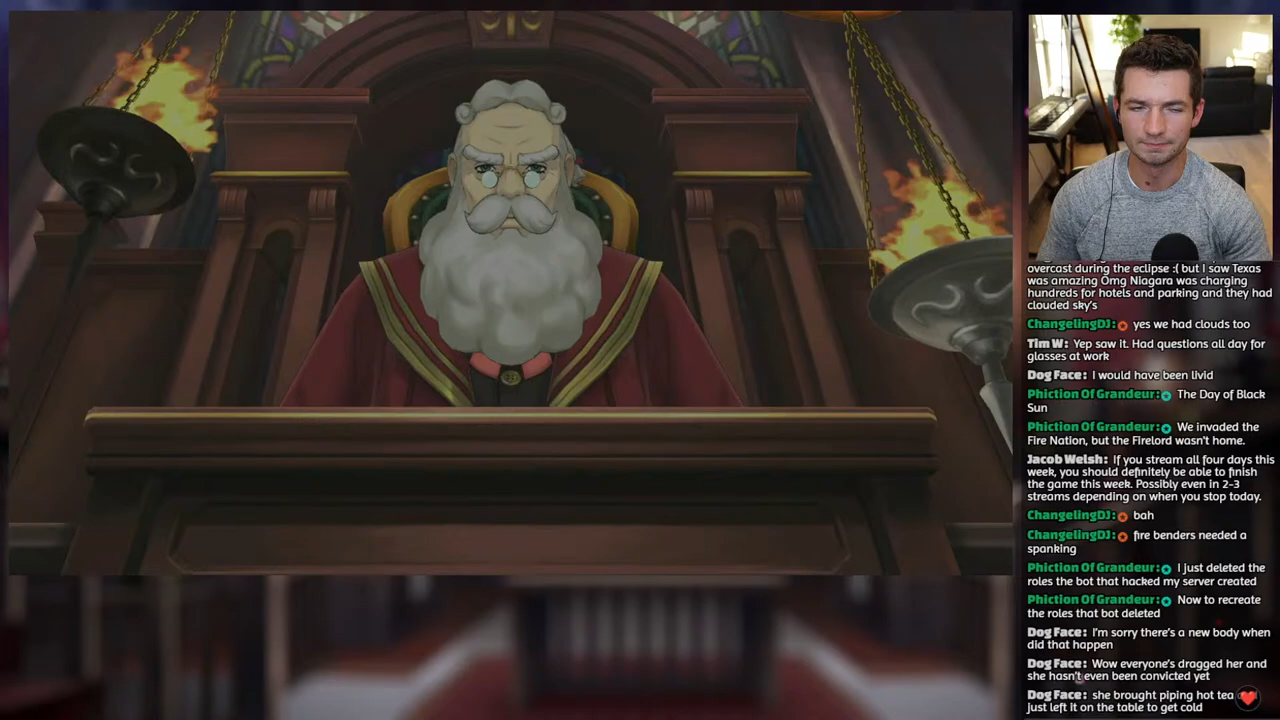 overcast during the eclipse :( but I saw Texas
was amazing Omg Niagara was charging
hundreds for hotels and parking and they had
clouded sky's
ChangelingDJ: yes we had clouds too
Tim W: Yep saw it. Had questions all day for
glasses at work
Dog Face: I would have been livid
Phiction Of Grandeur: The Day of Black
Sun
Phiction Of Grandeur: We invaded the
Fire Nation, but the Firelord wasn't home.
Jacob Welsh: If you stream all four days this
week, you should definitely be able to finish
the game this week. Possibly even in 2-3
streams depending on when you stop today.
ChangelingDJ: bah
ChangelingDJ: fire benders needed a
spanking
Phiction Of Grandeur: I just deleted the
roles the bot that hacked my server created
Phiction Of Grandeur: Now to recreate
the roles that bot deleted
Dog Face: I'm sorry there's a new body when
did that happen
Dog Face: Wow everyone's dragged her and
she hasn't even been convicted yet
Dog Face: she brought piping hot tea
just left it on the table to get cold